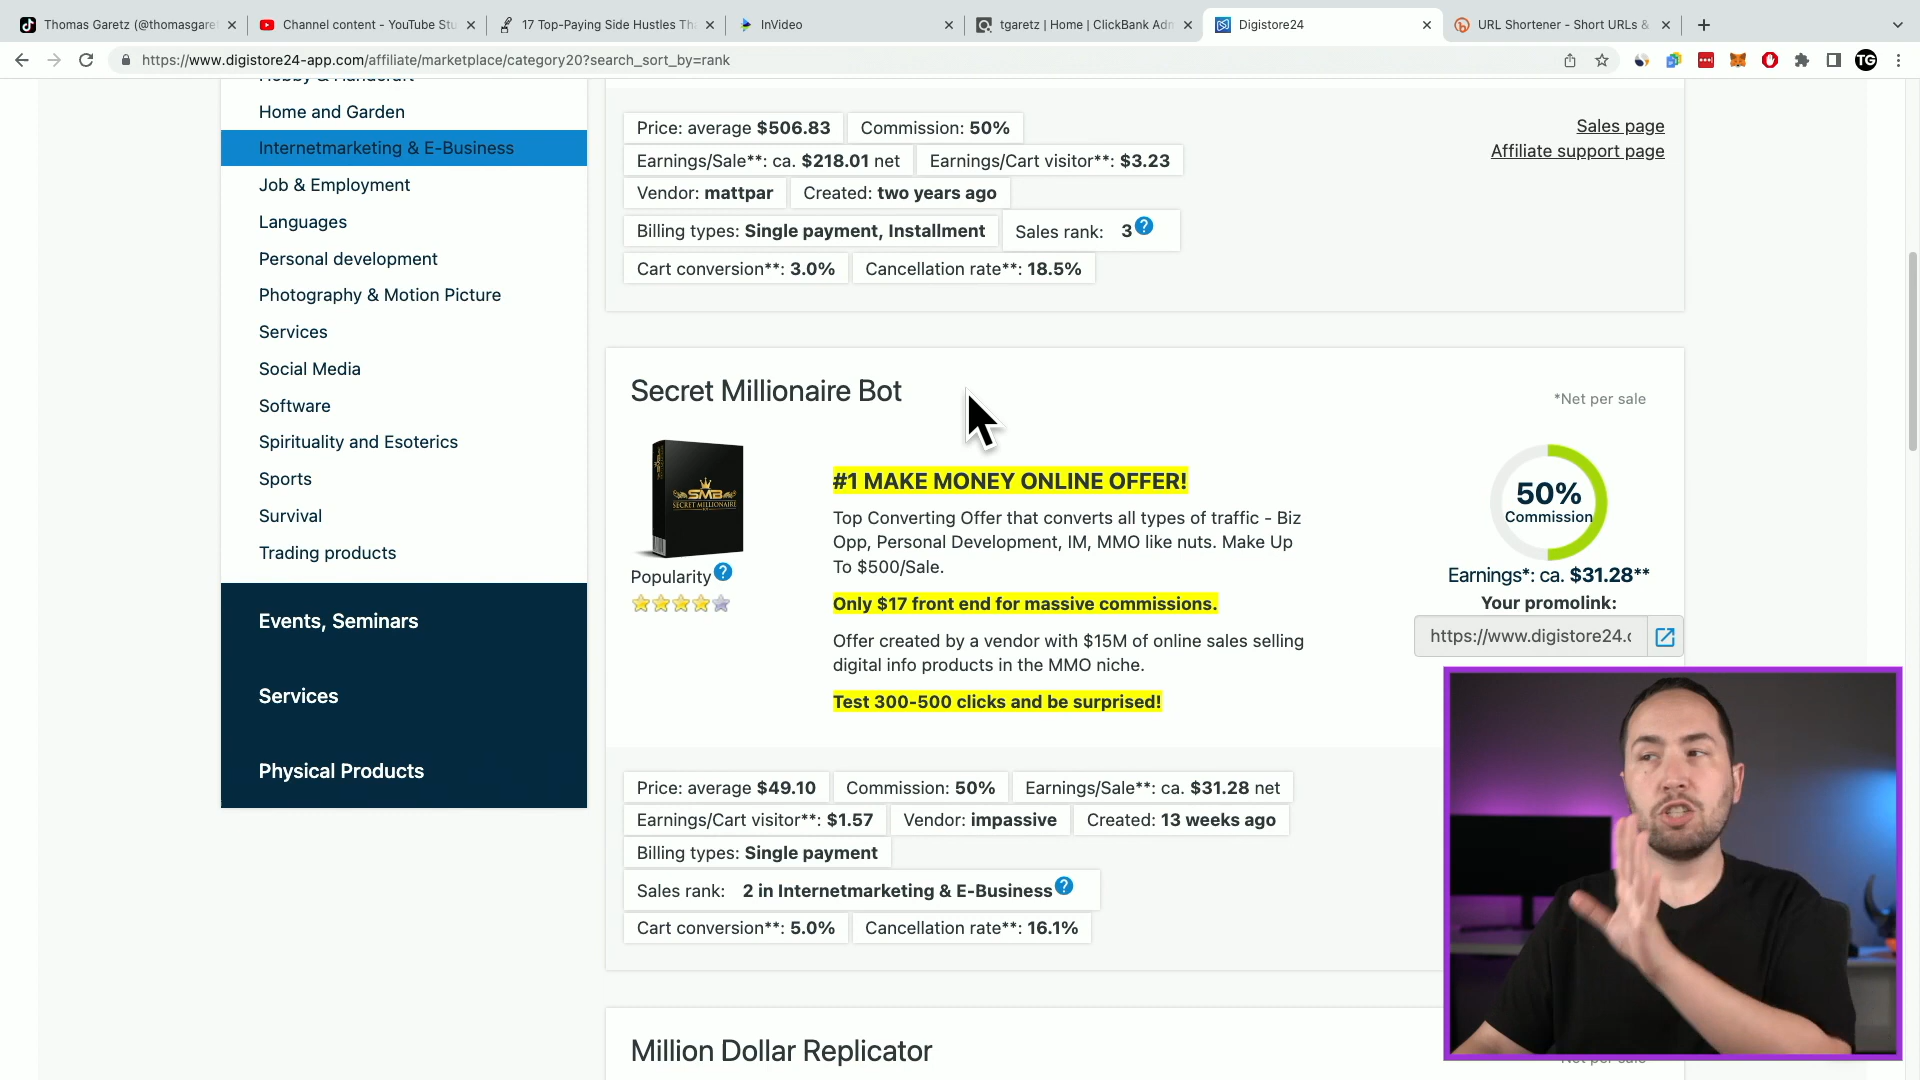 Thomas Garetz (@thomasgaret
Channel content - YouTube Stu
17 Top-Paying Side Hustles Th
InVideo
tgaretz | Home | ClickBank Adm
Digistore24
URL Shortener - Short URLs &
https://www.digistore24-app.com/affiliate/marketplace/category20?search_sort_by=rank
TG
Hobby & Handcraft
Home and Garden
Internetmarketing & E-Business
Job & Employment
Languages
Personal development
Photography & Motion Picture
Services
Social Media
Software
Spirituality and Esoterics
Sports
Survival
Trading products
Events, Seminars
Services
Physical Products
Price: average $506.83 Commission: 50%
Earnings/Sale**: ca. $218.01 net Earnings/Cart visitor**: $3.23
Vendor: mattpar Created: two years ago
Billing types: Single payment, Installment Sales rank: 3 ?
Cart conversion**: 3.0% Cancellation rate**: 18.5%
Sales page
Affiliate support page
Secret Millionaire Bot
*Net per sale
SMB
SECRET MILLIONAIRE
BOT
Popularity ?
#1 MAKE MONEY ONLINE OFFER!
Top Converting Offer that converts all types of traffic - Biz
Opp, Personal Development, IM, MMO like nuts. Make Up
To $500/Sale.
Only $17 front end for massive commissions.
Offer created by a vendor with $15M of online sales selling
digital info products in the MMO niche.
Test 300-500 clicks and be surprised!
50%
Commission
Earnings*: ca. $31.28**
Your promolink:
https://www.digistore24.c
Price: average $49.10 Commission: 50% Earnings/Sale**: ca. $31.28 net
Earnings/Cart visitor**: $1.57 Vendor: impassive Created: 13 weeks ago
Billing types: Single payment
Sales rank: 2 in Internetmarketing & E-Business ?
Cart conversion**: 5.0% Cancellation rate**: 16.1%
Million Dollar Replicator
*Net per sale